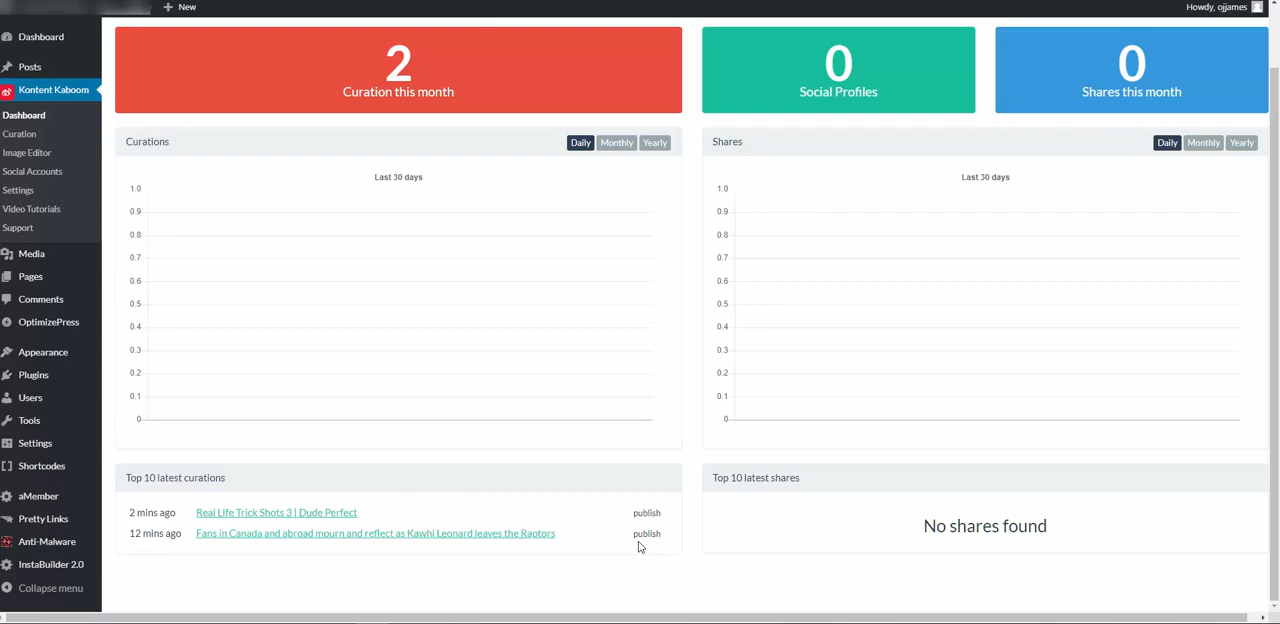 New
Howdy, ojjames
Dashboard
Posts
Kontent Kaboom
Dashboard
Curation
Image Editor
Social Accounts
Settings
Video Tutorials
Support
Media
Pages
Comments
OptimizePress
Appearance
Plugins
Users
Tools
Settings
Shortcodes
aMember
Pretty Links
Anti-Malware
InstaBuilder 2.0
Collapse menu
2
Curation this month
0
Social Profiles
0
Shares this month
Curations
Daily Monthly Yearly
Last 30 days
1.0
0.9
0.8
0.7
0.6
0.5
0.4
0.3
0.2
0.1
0
Shares
Daily Monthly Yearly
Last 30 days
1.0
0.9
0.8
0.7
0.6
0.5
0.4
0.3
0.2
0.1
0
Top 10 latest curations
2 mins ago Real Life Trick Shots 3 | Dude Perfect publish
12 mins ago Fans in Canada and abroad mourn and reflect as Kawhi Leonard leaves the Raptors publish
Top 10 latest shares
No shares found